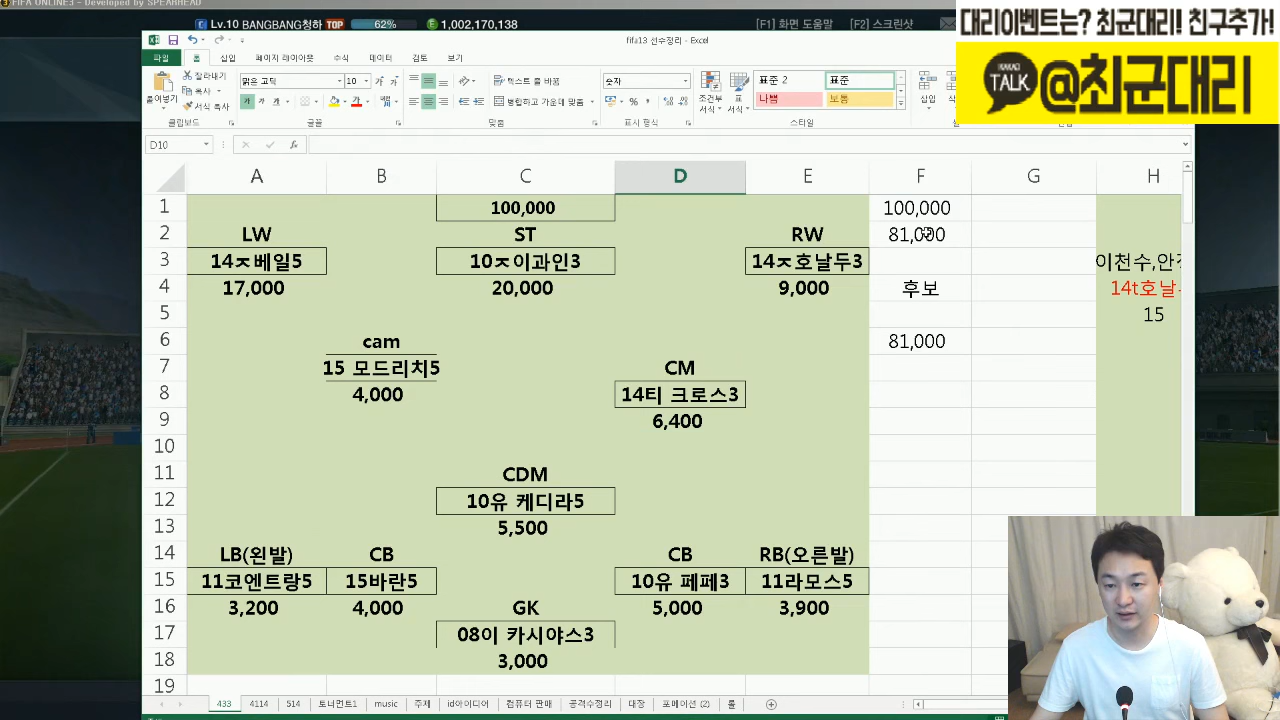 FIFA ONLINE3 - Developed by SPEARHEAD
Lv.10 BANGBANG청하 TOP 62% E 1,002,170,138 [F1] 화면 도움말 [F2] 스크린샷
대리이벤트는? 최군대리! 친구추가!
KAKAO
TALK @최군대리
fifa13 선수정리 - Excel
파일 홈 삽입 페이지 레이아웃 수식 데이터 검토 보기
붙여넣기 잘라내기 복사 서식 복사 클립보드
맑은 고딕 10 가 가 가 글꼴
텍스트 줄 바꿈 병합하고 가운데 맞춤 맞춤
숫자 표시 형식
조건부 서식 표 서식 표준 2 표준 나쁨 보통 스타일
삽입
D10 fx
A B C D E F G H
1 100,000 100,000
2 LW ST RW 81,000
3 14ㅈ베일5 10ㅈ이과인3 14ㅈ호날두3 이천수,안
4 17,000 20,000 9,000 후보 14t호날
5 15
6 cam 81,000
7 15 모드리치5 CM
8 4,000 14티 크로스3
9 6,400
10
11 CDM
12 10유 케디라5
13 5,500
14 LB(왼발) CB CB RB(오른발)
15 11코엔트랑5 15바란5 10유 페페3 11라모스5
16 3,200 4,000 GK 5,000 3,900
17 08이 카시야스3
18 3,000
19
433 4114 514 토너먼트1 music 주제 id아이디어 컴퓨터 판매 공격수정리 대장 포메이션 (2) 룰